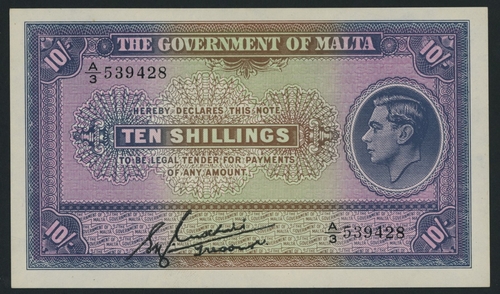 10/- THE GOVERNMENT OF MALTA 10/-
A/3 539428
HEREBY DECLARES THIS NOTE
TEN SHILLINGS
TO BE LEGAL TENDER FOR PAYMENTS
OF ANY AMOUNT.
A/3 539428
10/- 10/-